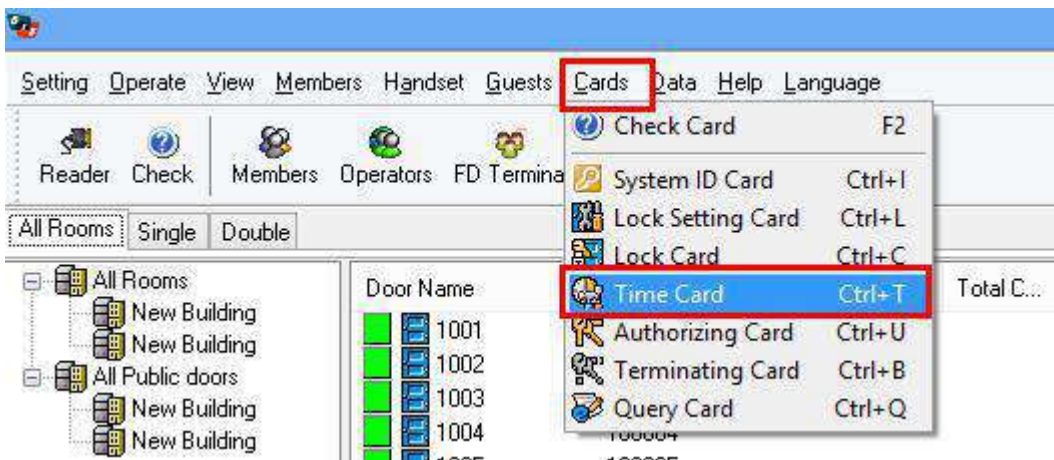 Setting Operate View Members Handset Guests Cards Data Help Language
Reader Check Members Operators FD Termina
Check Card F2
System ID Card Ctrl+I
Lock Setting Card Ctrl+L
Lock Card Ctrl+C
Time Card Ctrl+T
Authorizing Card Ctrl+U
Terminating Card Ctrl+B
Query Card Ctrl+Q
All Rooms Single Double
All Rooms
New Building
New Building
All Public doors
New Building
New Building
Door Name Total C...
1001
1002
1003
1004